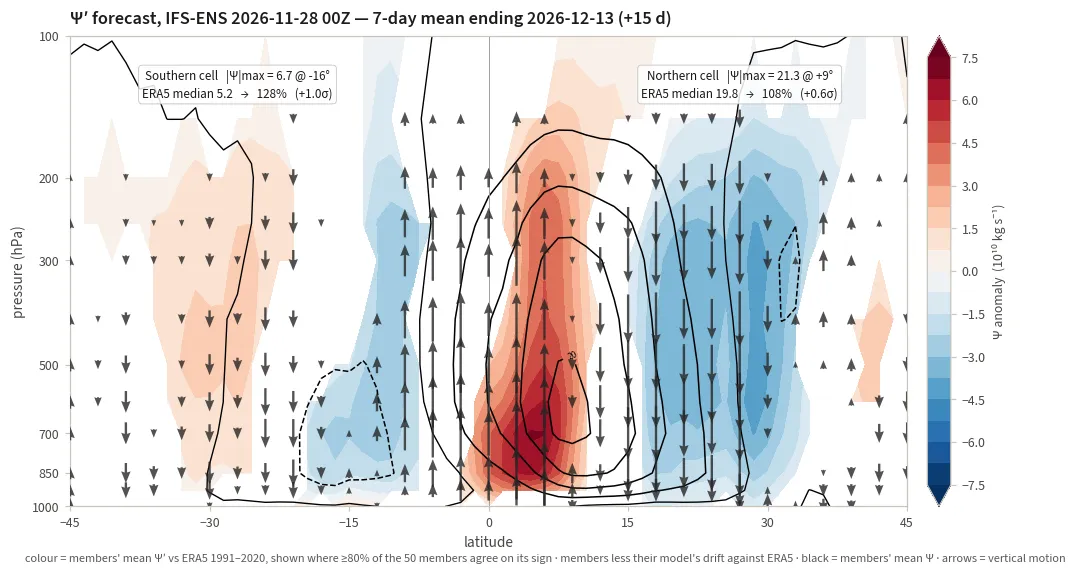 Ψ′ forecast, IFS-ENS 2026-11-28 00Z — 7-day mean ending 2026-12-13 (+15 d)
Southern cell |Ψ|max = 6.7 @ -16°
ERA5 median 5.2 → 128% (+1.0σ)
Northern cell |Ψ|max = 21.3 @ +9°
ERA5 median 19.8 → 108% (+0.6σ)
100
200
300
400
500
700
850
1000
pressure (hPa)
−45
−30
−15
0
15
30
45
latitude
7.5
6.0
4.5
3.0
1.5
0.0
−1.5
−3.0
−4.5
−6.0
−7.5
Ψ anomaly (10¹⁰ kg s⁻¹)
colour = members' mean Ψ′ vs ERA5 1991–2020, shown where ≥80% of the 50 members agree on its sign · members less their model's drift against ERA5 · black = members' mean Ψ · arrows = vertical motion